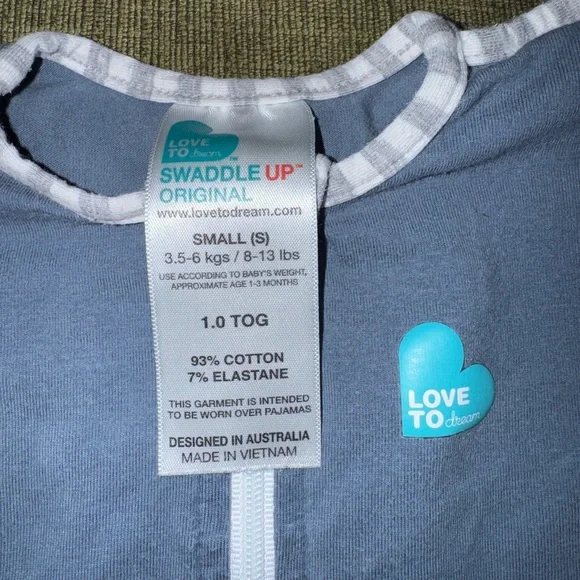 LOVE
TO dream™
SWADDLE UP™
ORIGINAL
www.lovetodream.com
SMALL (S)
3.5-6 kgs / 8-13 lbs
USE ACCORDING TO BABY'S WEIGHT,
APPROXIMATE AGE 1-3 MONTHS
1.0 TOG
93% COTTON
7% ELASTANE
THIS GARMENT IS INTENDED
TO BE WORN OVER PAJAMAS
DESIGNED IN AUSTRALIA
MADE IN VIETNAM
LOVE
TO dream